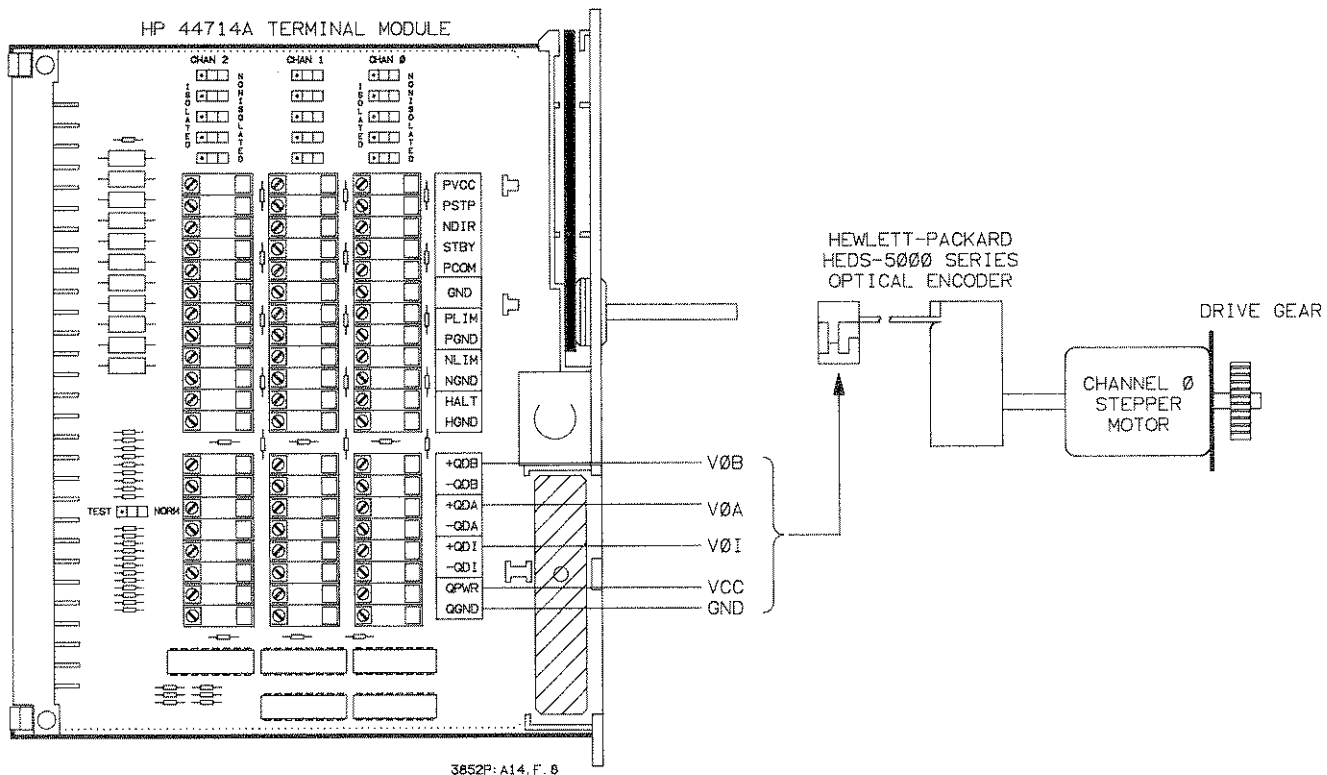 HP 44714A TERMINAL MODULE
CHAN 2
CHAN 1
CHAN Ø
ISOLATED
NONISOLATED
ISOLATED
NONISOLATED
PVCC
PSTP
NDIR
STBY
PCOM
GND
PLIM
PGND
NLIM
NGND
HALT
HGND
+QDB
-QDB
+QDA
-QDA
+QDI
-QDI
QPWR
QGND
TEST
NORM
VØB
VØA
VØI
VCC
GND
HEWLETT-PACKARD
HEDS-5ØØØ SERIES
OPTICAL ENCODER
DRIVE GEAR
CHANNEL Ø
STEPPER
MOTOR
3852P:A14.F.8